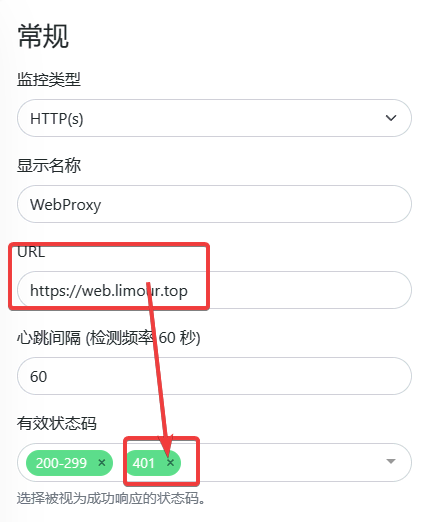 常规
监控类型
HTTP(s)
显示名称
WebProxy
URL
https://web.limour.top
心跳间隔 (检测频率 60 秒)
60
有效状态码
200-299 × 401 ×
选择被视为成功响应的状态码。